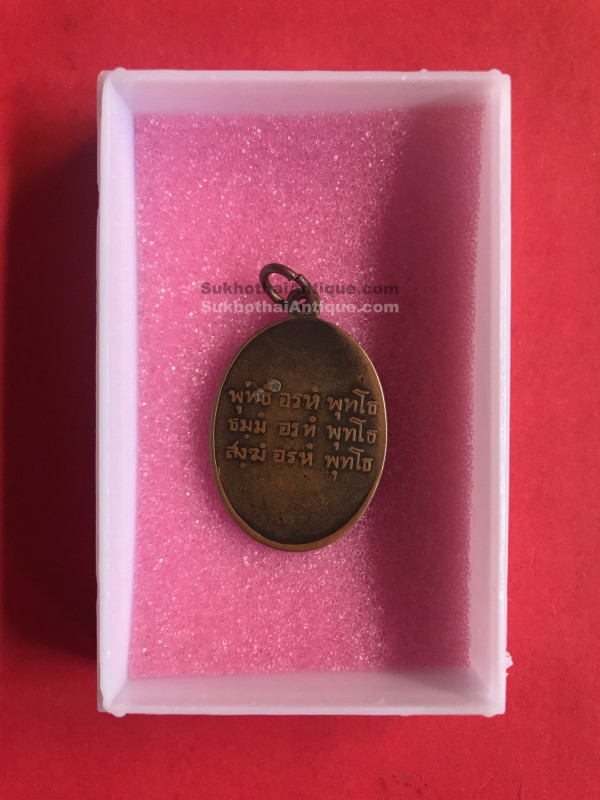 SukhothaiAntique.com
SukhothaiAntique.com
พุทธํ อรหํ พุทโธ
ธมฺมํ อรหํ พุทโธ
สงฺฆํ อรหํ พุทโธ